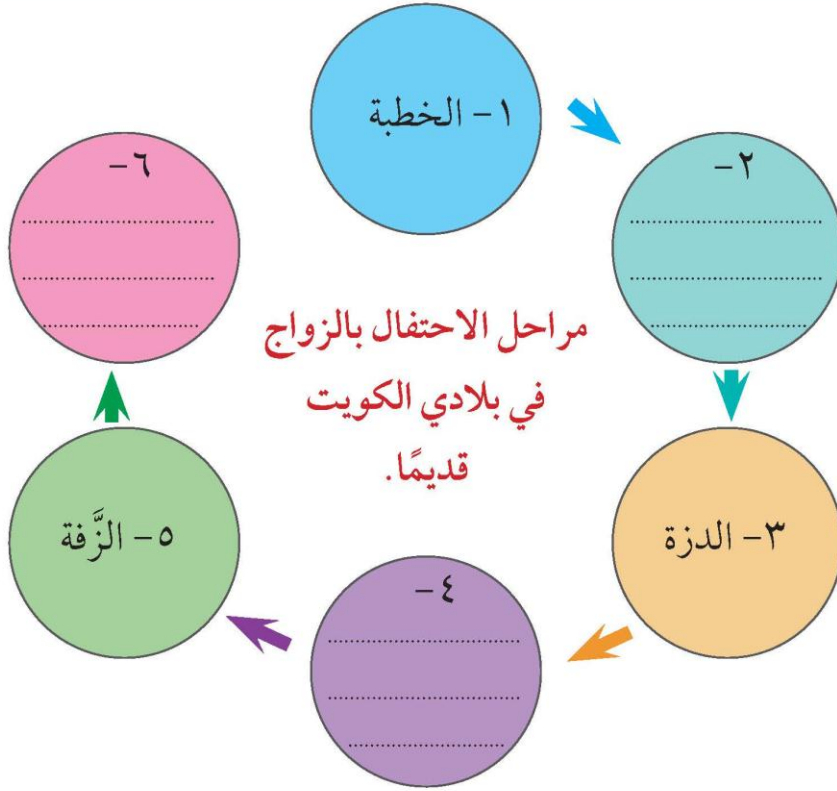 ١- الخطبة
٢-
٣- الدزة
٤-
٥- الزَّفة
٦-
مراحل الاحتفال بالزواج
في بلادي الكويت
قديمًا.